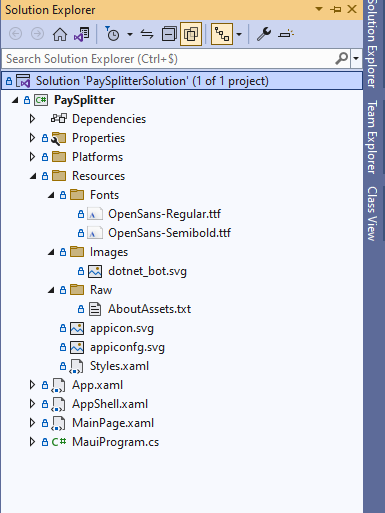 Solution Explorer
Search Solution Explorer (Ctrl+$)
Solution 'PaySplitterSolution' (1 of 1 project)
C# PaySplitter
Dependencies
Properties
Platforms
Resources
Fonts
OpenSans-Regular.ttf
OpenSans-Semibold.ttf
Images
dotnet_bot.svg
Raw
AboutAssets.txt
appicon.svg
appiconfg.svg
Styles.xaml
App.xaml
AppShell.xaml
MainPage.xaml
C# MauiProgram.cs
Solution Explorer
Team Explorer
Class View